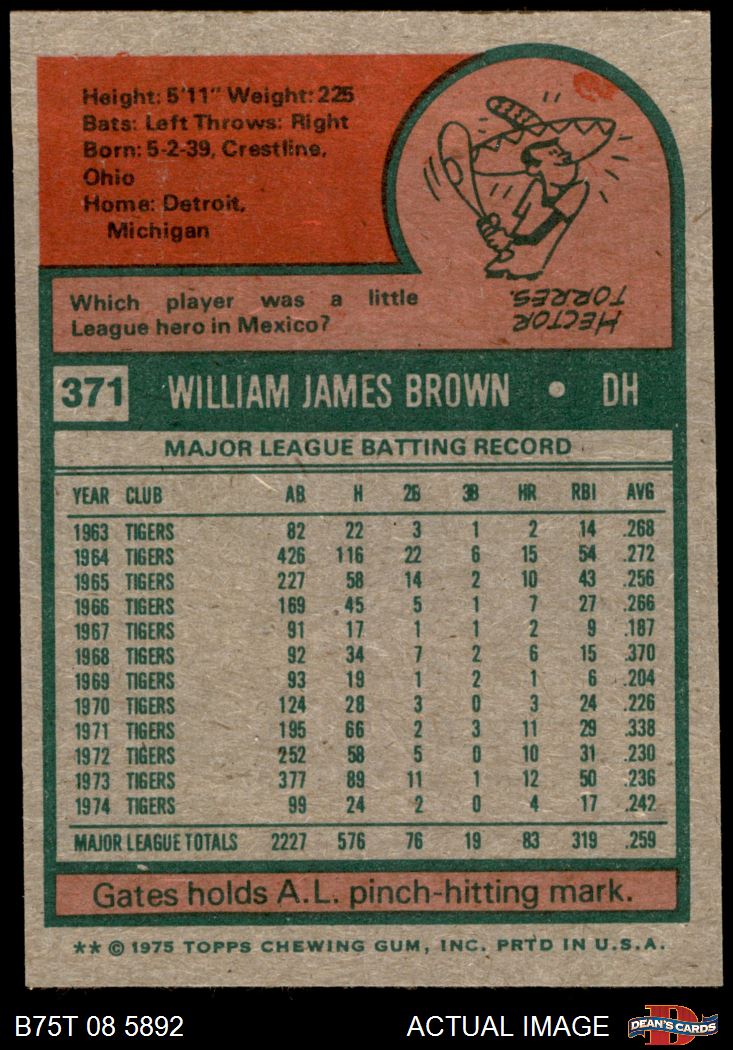 Height: 5'11" Weight: 225
Bats: Left Throws: Right
Born: 5-2-39, Crestline,
Ohio
Home: Detroit,
Michigan
Which player was a little
League hero in Mexico?
HECTOR
TORRES.
371 WILLIAM JAMES BROWN • DH
MAJOR LEAGUE BATTING RECORD
YEAR CLUB AB H 2B 3B HR RBI AVG
1963 TIGERS 82 22 3 1 2 14 .268
1964 TIGERS 426 116 22 6 15 54 .272
1965 TIGERS 227 58 14 2 10 43 .256
1966 TIGERS 169 45 5 1 7 27 .266
1967 TIGERS 91 17 1 1 2 9 .187
1968 TIGERS 92 34 7 2 6 15 .370
1969 TIGERS 93 19 1 2 1 6 .204
1970 TIGERS 124 28 3 0 3 24 .226
1971 TIGERS 195 66 2 3 11 29 .338
1972 TIGERS 252 58 5 0 10 31 .230
1973 TIGERS 377 89 11 1 12 50 .236
1974 TIGERS 99 24 2 0 4 17 .242
MAJOR LEAGUE TOTALS 2227 576 76 19 83 319 .259
Gates holds A.L. pinch-hitting mark.
** © 1975 TOPPS CHEWING GUM, INC. PRTD IN U.S.A.
B75T 08 5892 ACTUAL IMAGE D DEAN'S CARDS